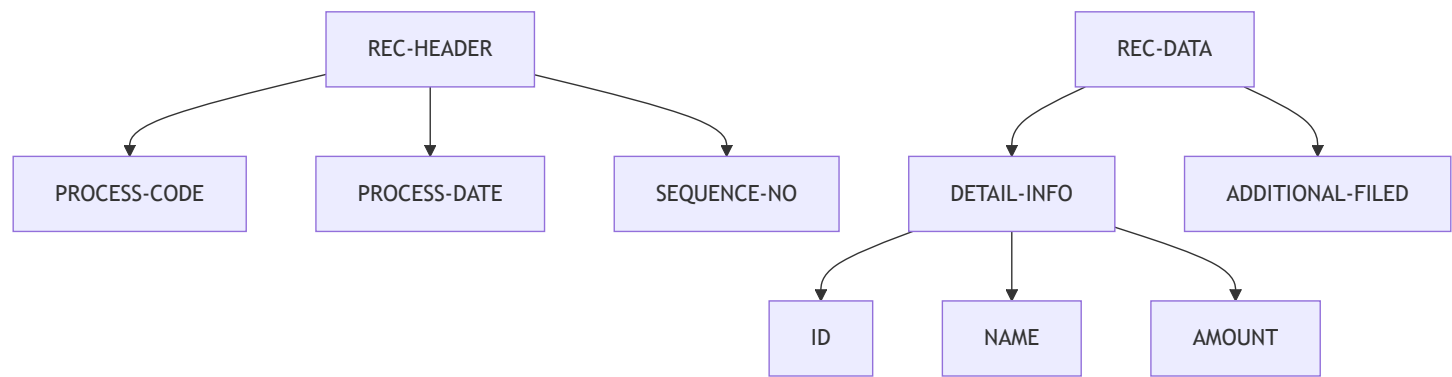 REC-HEADER
REC-DATA
PROCESS-CODE
PROCESS-DATE
SEQUENCE-NO
DETAIL-INFO
ADDITIONAL-FILED
ID
NAME
AMOUNT